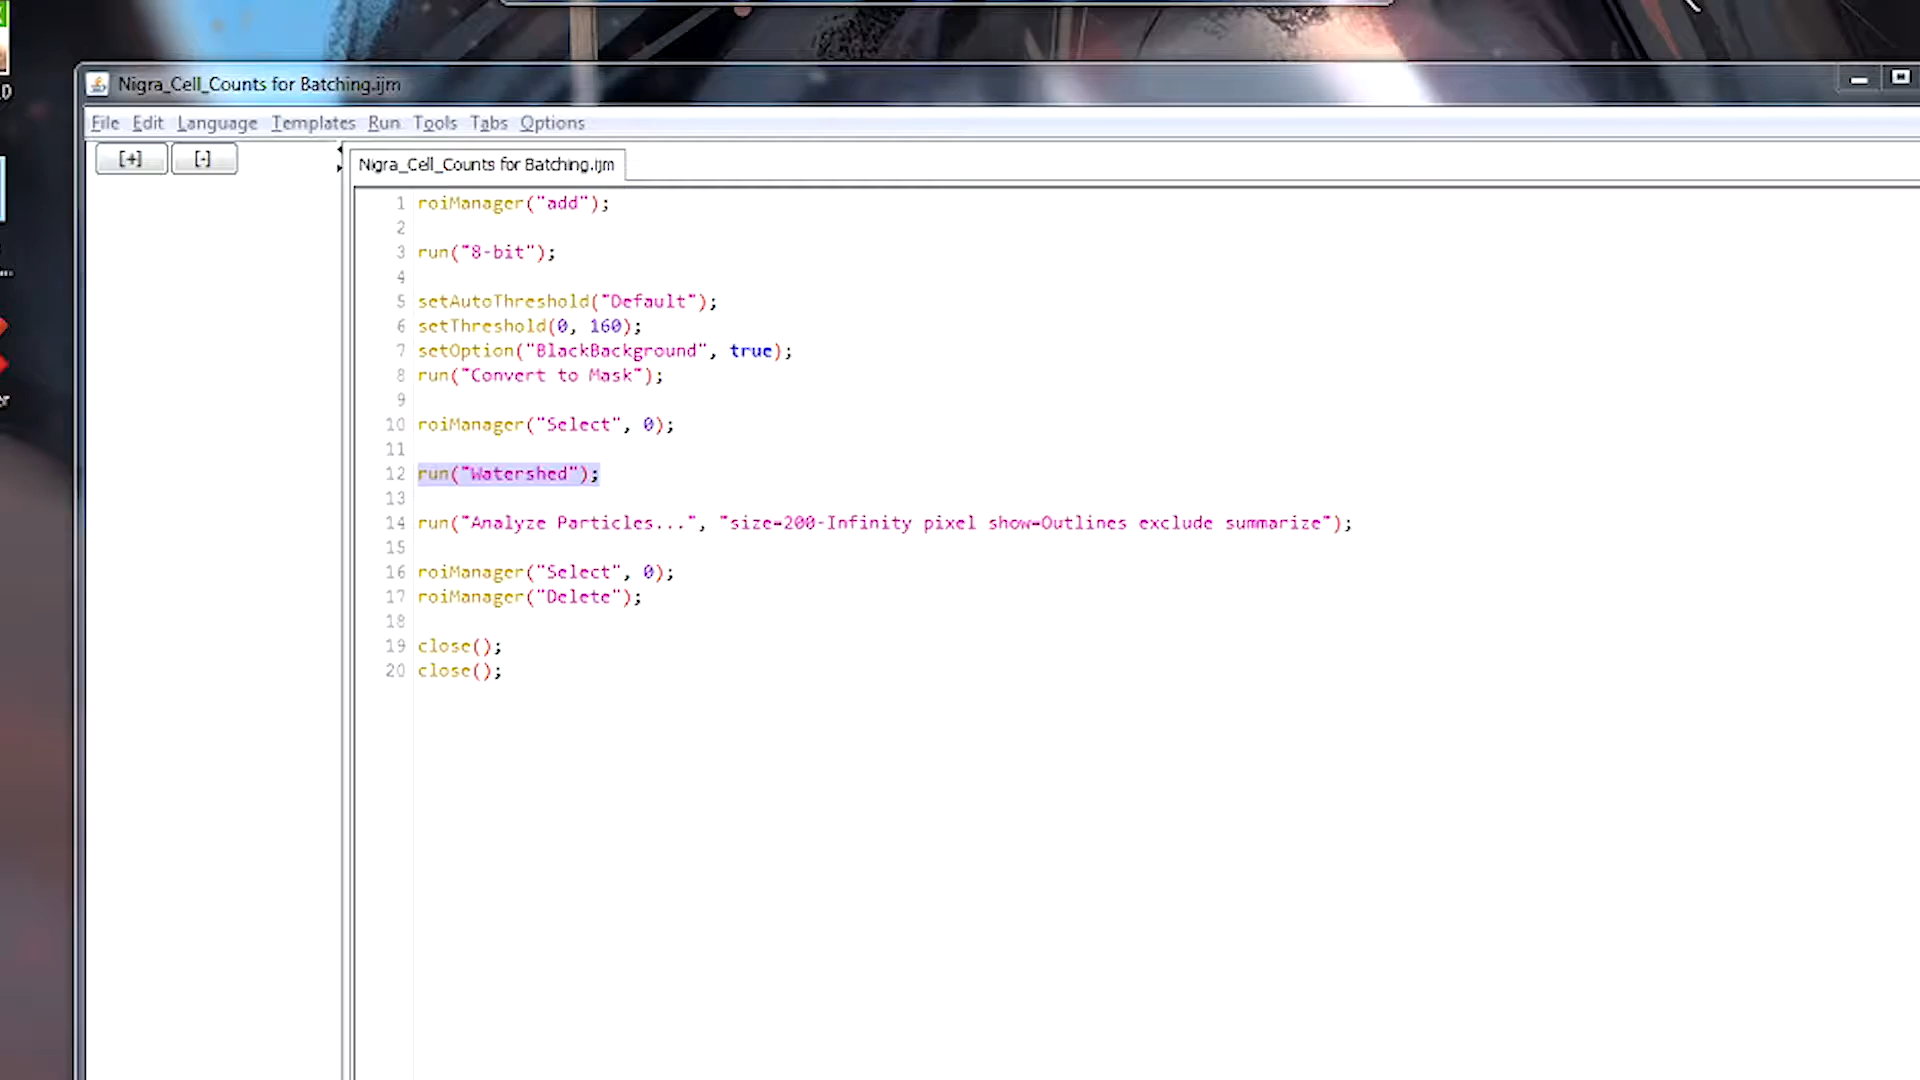 Nigra_Cell_Counts for Batching.ijm
File Edit Language Templates Run Tools Tabs Options
[+] [-]
Nigra_Cell_Counts for Batching.ijm
1 roiManager("add");
2
3 run("8-bit");
4
5 setAutoThreshold("Default");
6 setThreshold(0, 160);
7 setOption("BlackBackground", true);
8 run("Convert to Mask");
9
10 roiManager("Select", 0);
11
12 run("Watershed");
13
14 run("Analyze Particles...", "size=200-Infinity pixel show=Outlines exclude summarize");
15
16 roiManager("Select", 0);
17 roiManager("Delete");
18
19 close();
20 close();